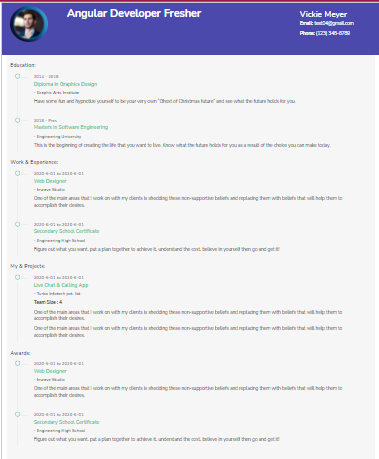 Angular Developer Fresher
Vickie Meyer
Email: test34@gmail.com
Phone: (123) 345-6789
Education:
2012 - 2015
Diploma in Graphics Design
- Graphic Arts Institute
Have some fun and hypnotize yourself to be your very own "Ghost of Christmas future" and see what the future holds for you.
2015 - Pres
Masters in Software Engineering
- Engineering University
This is the beginning of creating the life that you want to live. Know what the future holds for you as a result of the choice you can make today.
Work & Experience:
2020-6-01 to 2020-6-01
Web Designer
- Inwave Studio
One of the main areas that I work on with my clients is shedding these non-supportive beliefs and replacing them with beliefs that will help them to
accomplish their desires.
2020-6-01 to 2020-6-01
Secondary School Certificate
- Engineering High School
Figure out what you want, put a plan together to achieve it, understand the cost, believe in yourself then go and get it!
My & Projects:
2020-6-01 to 2020-6-01
Live Chat & Calling App
- Turbo Infotech pvt. ltd.
Team Size : 4
One of the main areas that I work on with my clients is shedding these non-supportive beliefs and replacing them with beliefs that will help them to
accomplish their desires.
One of the main areas that I work on with my clients is shedding these non-supportive beliefs and replacing them with beliefs that will help them to
accomplish their desires.
Awards:
2020-6-01 to 2020-6-01
Web Designer
- Inwave Studio
One of the main areas that I work on with my clients is shedding these non-supportive beliefs and replacing them with beliefs that will help them to
accomplish their desires.
2020-6-01 to 2020-6-01
Secondary School Certificate
- Engineering High School
Figure out what you want, put a plan together to achieve it, understand the cost, believe in yourself then go and get it!